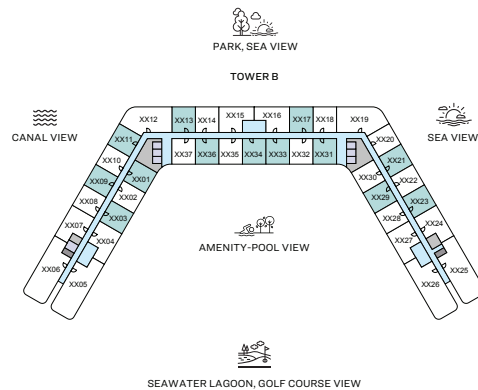 PARK, SEA VIEW
TOWER B
XX12
XX13
XX14
XX15
XX16
XX17
XX18
XX19
CANAL VIEW
SEA VIEW
XX11
XX10
XX09
XX08
XX07
XX06
XX05
XX04
XX03
XX02
XX01
XX37
XX36
XX35
XX34
XX33
XX32
XX31
XX30
XX29
XX28
XX27
XX26
XX25
XX24
XX23
XX22
XX21
XX20
AMENITY-POOL VIEW
SEAWATER LAGOON, GOLF COURSE VIEW